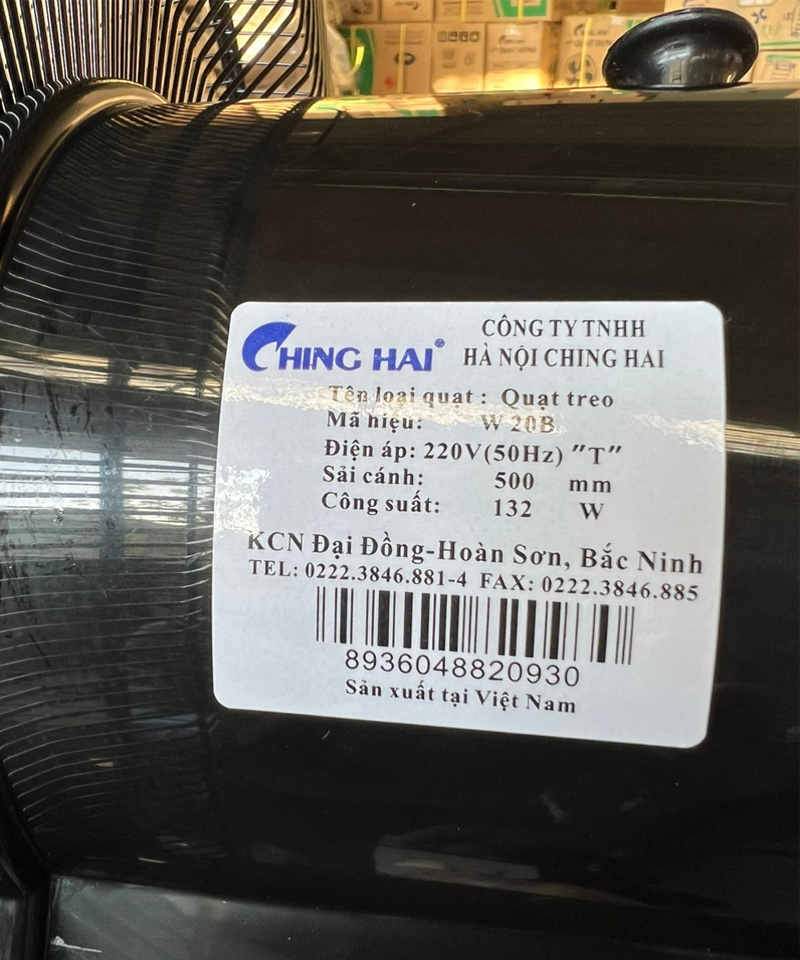 CHING HAI®
CÔNG TY TNHH
HÀ NỘI CHING HAI
Tên loại quạt : Quạt treo
Mã hiệu: W 20B
Điện áp: 220V(50Hz) "T"
Sải cánh: 500 mm
Công suất: 132 W
KCN Đại Đồng-Hoàn Sơn, Bắc Ninh
TEL: 0222.3846.881-4 FAX: 0222.3846.885
8936048820930
Sản xuất tại Việt Nam